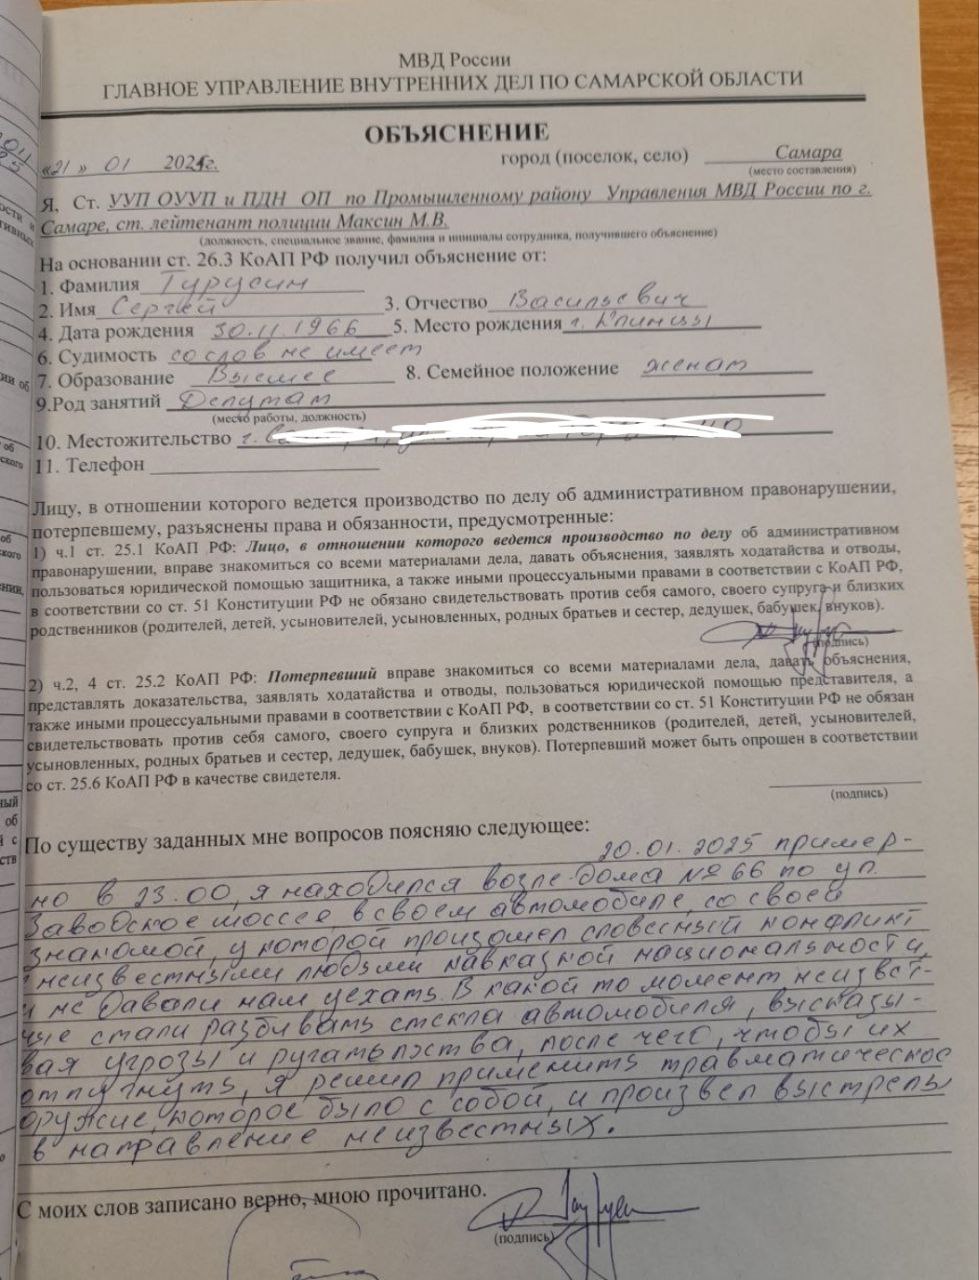 МВД России
ГЛАВНОЕ УПРАВЛЕНИЕ ВНУТРЕННИХ ДЕЛ ПО САМАРСКОЙ ОБЛАСТИ
ОБЪЯСНЕНИЕ
«21» 01 2025г. город (поселок, село) Самара
(место составления)
Я, Ст. УУП ОУУП и ПДН ОП по Промышленному району Управления МВД России по г.
Самаре, ст. лейтенант полиции Максин М.В.
(должность, специальное звание, фамилия и инициалы сотрудника, получившего объяснение)
На основании ст. 26.3 КоАП РФ получил объяснение от:
1. Фамилия Турусин
2. Имя Сергей 3. Отчество Васильевич
4. Дата рождения 30.11.1966 5. Место рождения г. Клинцы
6. Судимость со слов не имеет
7. Образование Высшее 8. Семейное положение женат
9.Род занятий Депутат
(место работы, должность)
10. Местожительство г.
11. Телефон
Лицу, в отношении которого ведется производство по делу об административном правонарушении,
потерпевшему, разъяснены права и обязанности, предусмотренные:
1) ч.1 ст. 25.1 КоАП РФ: Лицо, в отношении которого ведется производство по делу об административном
правонарушении, вправе знакомиться со всеми материалами дела, давать объяснения, заявлять ходатайства и отводы,
пользоваться юридической помощью защитника, а также иными процессуальными правами в соответствии с КоАП РФ,
в соответствии со ст. 51 Конституции РФ не обязано свидетельствовать против себя самого, своего супруга и близких
родственников (родителей, детей, усыновителей, усыновленных, родных братьев и сестер, дедушек, бабушек, внуков).
(подпись)
2) ч.2, 4 ст. 25.2 КоАП РФ: Потерпевший вправе знакомиться со всеми материалами дела, давать объяснения,
представлять доказательства, заявлять ходатайства и отводы, пользоваться юридической помощью представителя, а
также иными процессуальными правами в соответствии с КоАП РФ, в соответствии со ст. 51 Конституции РФ не обязан
свидетельствовать против себя самого, своего супруга и близких родственников (родителей, детей, усыновителей,
усыновленных, родных братьев и сестер, дедушек, бабушек, внуков). Потерпевший может быть опрошен в соответствии
со ст. 25.6 КоАП РФ в качестве свидетеля.
(подпись)
По существу заданных мне вопросов поясняю следующее:
20.01.2025 пример-
но в 23.00, я находился возле дома № 66 по ул.
Заводское шоссе, в своем автомобиле, со своей
знакомой, у которой произошел словесный конфликт
с неизвестными людьми кавказкой национальности,
и не давали нам уехать. В какой то момент неизвест-
ные стали разбивать стекла автомобиля, высказы-
вая угрозы и ругательства, после чего, чтобы их
отпугнуть, я решил применить травматическое
оружие, которое было с собой, и произвел выстрелы
в направление неизвестных.
С моих слов записано верно, мною прочитано.
(подпись)